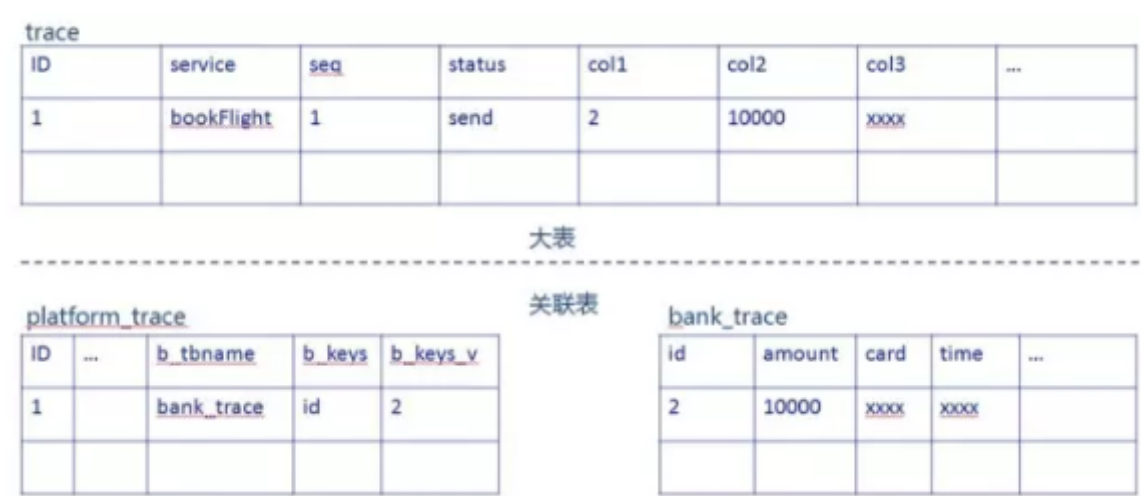 trace
ID service seq status col1 col2 col3 ...
1 bookFlight 1 send 2 10000 xxxx
大表
关联表
platform_trace
ID ... b_tbname b_keys b_keys_v
1 bank_trace id 2
bank_trace
id amount card time ...
2 10000 xxxx xxxx